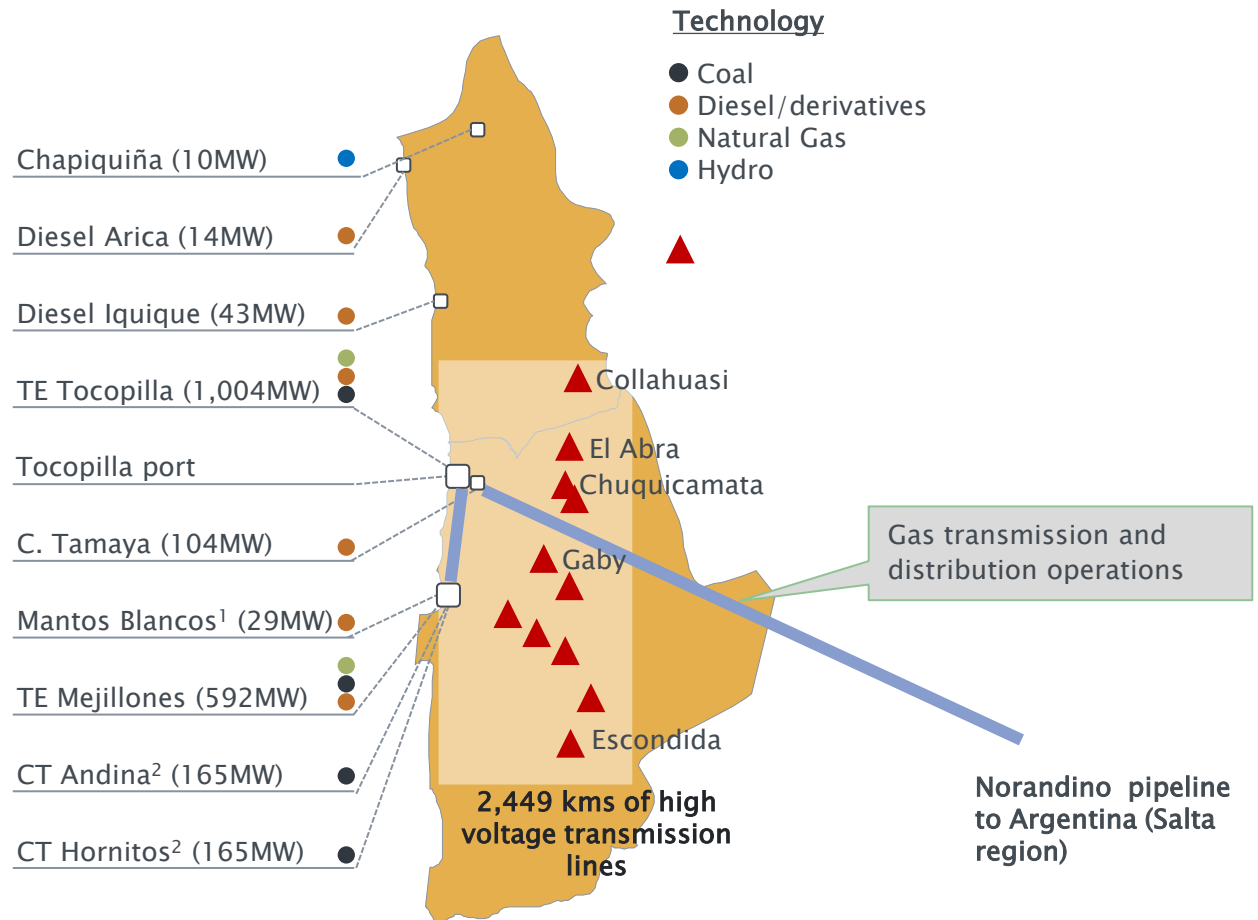 Technology
Coal
Diesel/derivatives
Natural Gas
Hydro
Chapiquiña (10MW)
Diesel Arica (14MW)
Diesel Iquique (43MW)
TE Tocopilla (1,004MW)
Tocopilla port
C. Tamaya (104MW)
Mantos Blancos¹ (29MW)
TE Mejillones (592MW)
CT Andina² (165MW)
CT Hornitos² (165MW)
Collahuasi
El Abra
Chuquicamata
Gaby
Escondida
Gas transmission and
distribution operations
2,449 kms of high
voltage transmission
lines
Norandino pipeline
to Argentina (Salta
region)